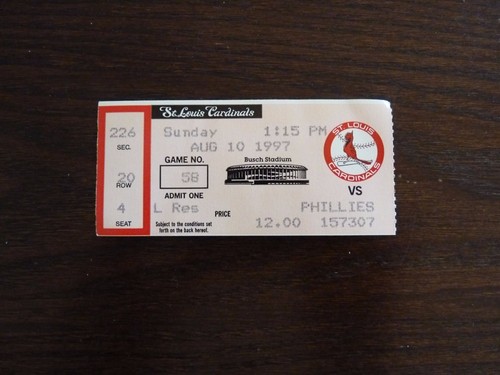 St. Louis Cardinals
226
SEC.
20
ROW
4
SEAT
Sunday 1:15 PM
AUG 10 1997
GAME NO.
58
ADMIT ONE
L Res
Subject to the conditions set
forth on the back hereof.
Busch Stadium
PRICE
12.00
ST. LOUIS
CARDINALS
VS
PHILLIES
157307